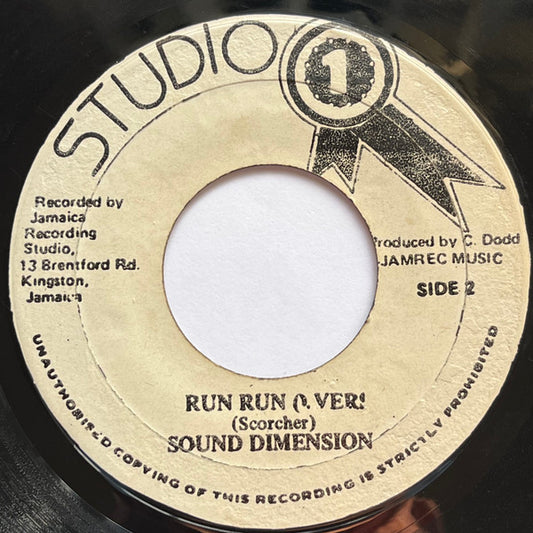 STUDIO 1
Recorded by
Jamaica
Recording
Studio,
13 Brentford Rd.
Kingston,
Jamaica
Produced by C. Dodd
JAMREC MUSIC
SIDE 2
RUN RUN
(Scorcher)
SOUND DIMENSION
UNAUTHORISED COPYING OF THIS RECORDING IS STRICTLY PROHIBITED